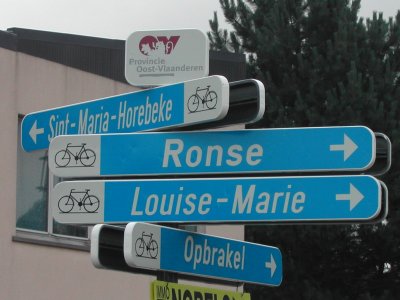 Provincie
Oost-Vlaanderen
Sint-Maria-Horebeke
Ronse
Louise-Marie
Opbrakel